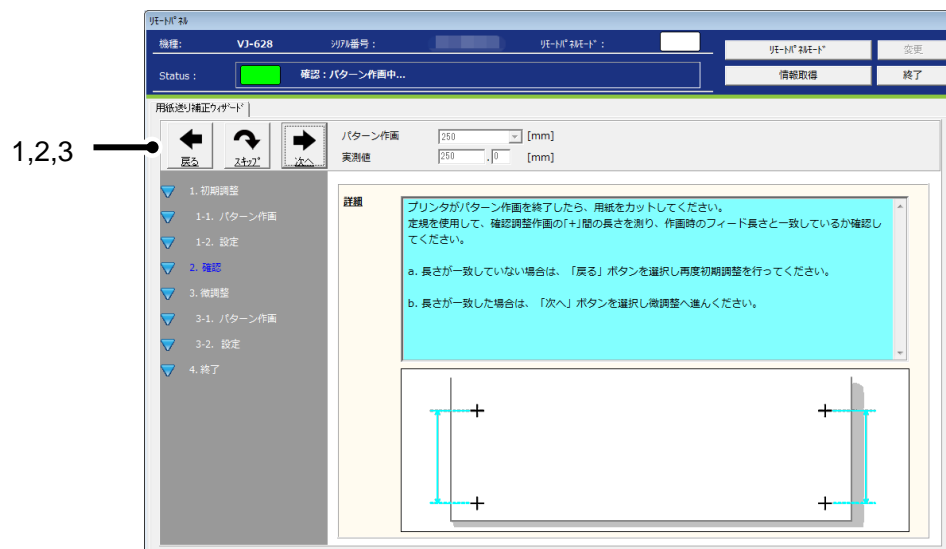 ﾘﾓｰﾄﾊﾟﾈﾙ
機種: VJ-628 ｼﾘｱﾙ番号： ﾘﾓｰﾄﾊﾟﾈﾙﾓｰﾄﾞ： ﾘﾓｰﾄﾊﾟﾈﾙﾓｰﾄﾞ 変更
Status： 確認：パターン作画中... 情報取得 終了
用紙送り補正ｳｨｻﾞｰﾄﾞ
1,2,3
戻る ｽｷｯﾌﾟ 次へ
パターン作画 250 [mm]
実測値 250 .0 [mm]
1. 初期調整
1-1. パターン作画
1-2. 設定
2. 確認
3. 微調整
3-1. パターン作画
3-2. 設定
4. 終了
詳細
プリンタがパターン作画を終了したら、用紙をカットしてください。
定規を使用して、確認調整作画の「+」間の長さを測り、作画時のフィード長さと一致しているか確認し
てください。
a. 長さが一致していない場合は、「戻る」ボタンを選択し再度初期調整を行ってください。
b. 長さが一致した場合は、「次へ」ボタンを選択し微調整へ進んください。